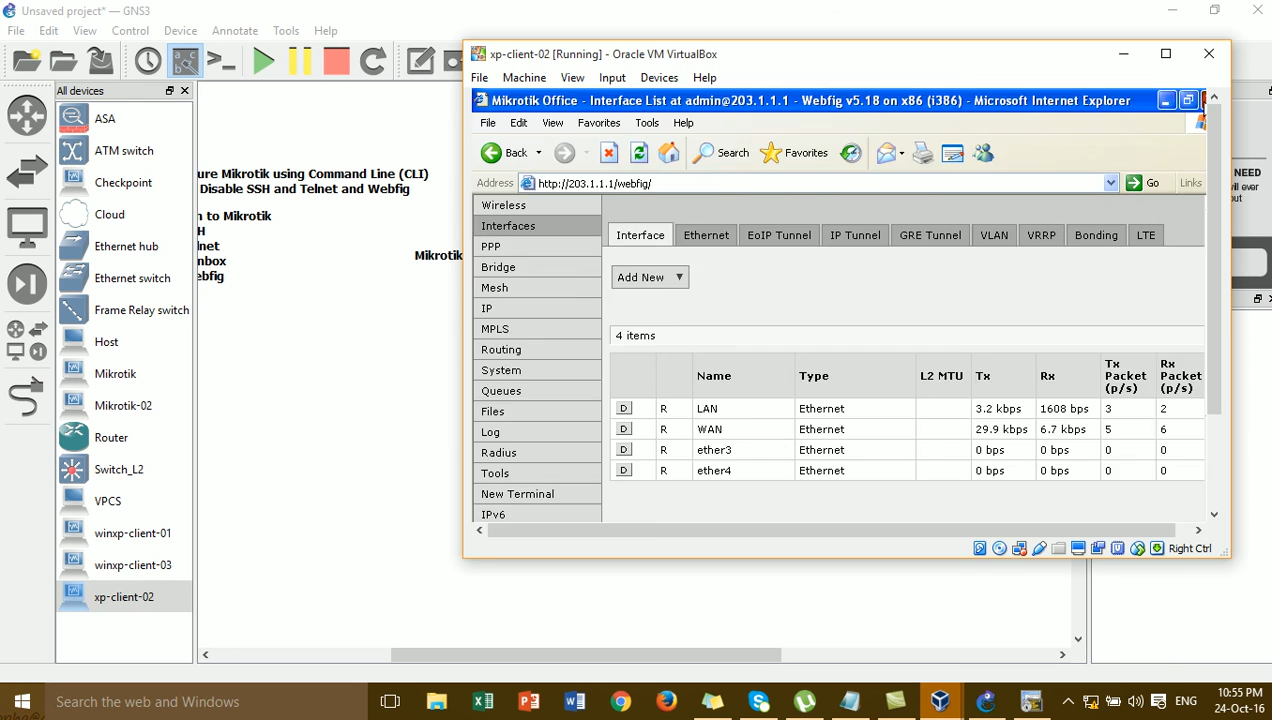 Unsaved project* — GNS3
File Edit View Control Device Annotate Tools Help
All devices
ASA
ATM switch
Checkpoint
Cloud
Ethernet hub
Ethernet switch
Frame Relay switch
Host
Mikrotik
Mikrotik-02
Router
Switch_L2
VPCS
winxp-client-01
winxp-client-03
xp-client-02
ure Mikrotik using Command Line (CLI)
Disable SSH and Telnet and Webfig
n to Mikrotik
H
lnet
nbox
ebfig
Mikrotik
xp-client-02 [Running] - Oracle VM VirtualBox
File Machine View Input Devices Help
Mikrotik Office - Interface List at admin@203.1.1.1 - Webfig v5.18 on x86 (i386) - Microsoft Internet Explorer
File Edit View Favorites Tools Help
Back Search Favorites
Address http://203.1.1.1/webfig/ Go Links
Wireless
Interfaces
PPP
Bridge
Mesh
IP
MPLS
Routing
System
Queues
Files
Log
Radius
Tools
New Terminal
IPv6
Interface Ethernet EoIP Tunnel IP Tunnel GRE Tunnel VLAN VRRP Bonding LTE
Add New ▼
4 items
Name Type L2 MTU Tx Rx Tx Packet (p/s) Rx Packet (p/s)
D R LAN Ethernet 3.2 kbps 1608 bps 3 2
D R WAN Ethernet 29.9 kbps 6.7 kbps 5 6
D R ether3 Ethernet 0 bps 0 bps 0 0
D R ether4 Ethernet 0 bps 0 bps 0 0
Right Ctrl
NEED
ll ever
out
Search the web and Windows
ENG
10:55 PM
24-Oct-16